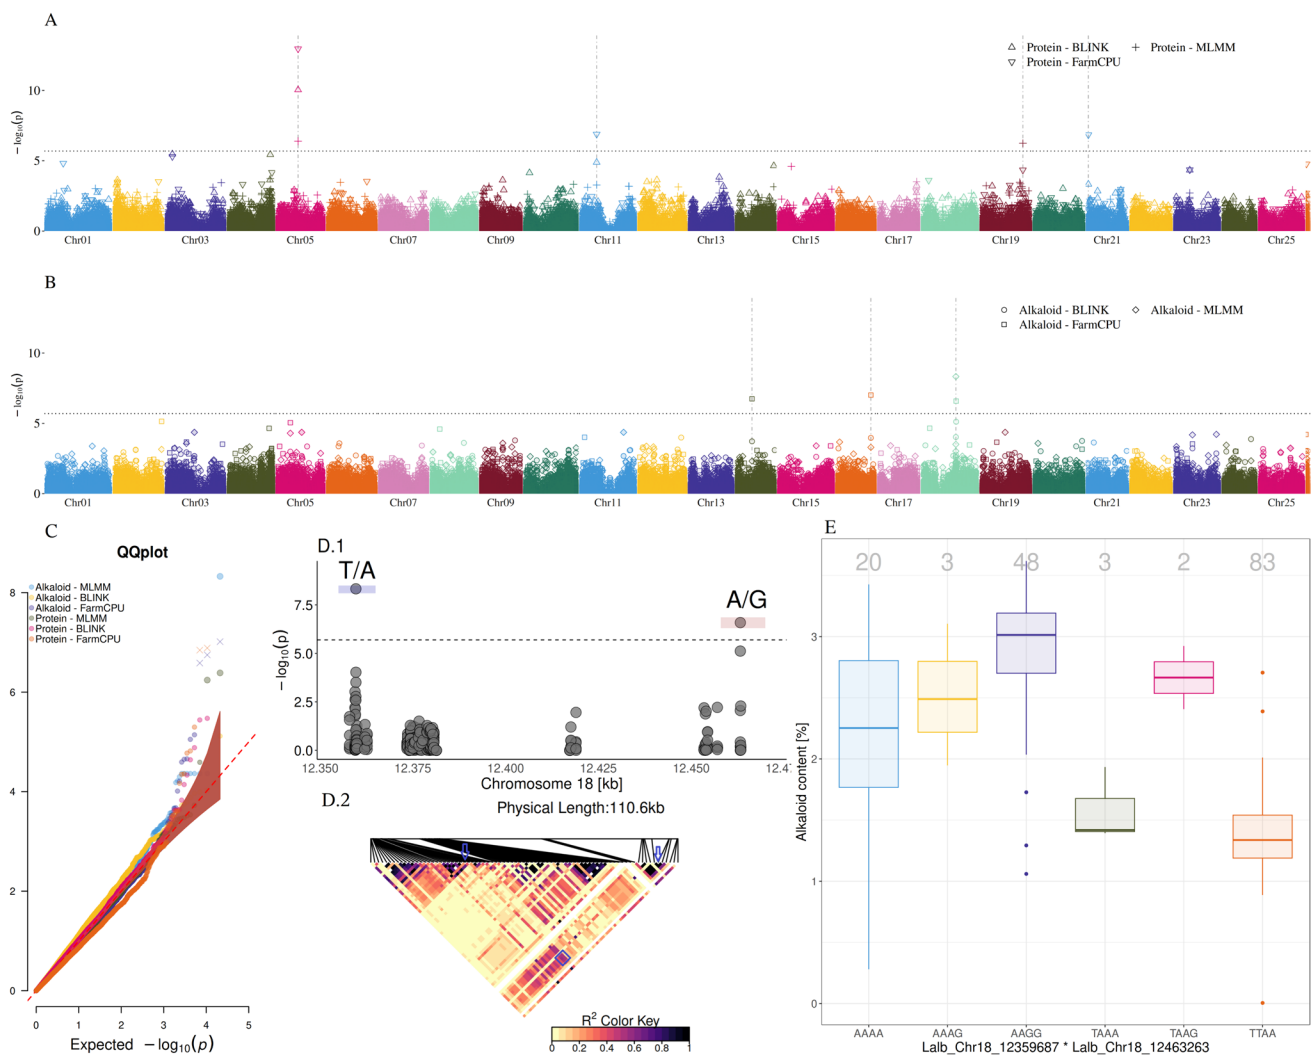 A
△ Protein - BLINK + Protein - MLMM
▽ Protein - FarmCPU
− log10(p)
10
5
0
Chr01 Chr03 Chr05 Chr07 Chr09 Chr11 Chr13 Chr15 Chr17 Chr19 Chr21 Chr23 Chr25
B
○ Alkaloid - BLINK ◇ Alkaloid - MLMM
□ Alkaloid - FarmCPU
− log10(p)
10
5
0
Chr01 Chr03 Chr05 Chr07 Chr09 Chr11 Chr13 Chr15 Chr17 Chr19 Chr21 Chr23 Chr25
C
QQplot
Alkaloid - MLMM
Alkaloid - BLINK
Alkaloid - FarmCPU
Protein - MLMM
Protein - BLINK
Protein - FarmCPU
8
6
4
2
0
0 1 2 3 4 5
Expected −log10(p)
D.1
T/A
A/G
− log10(p)
7.5
5.0
2.5
0.0
12.350 12.375 12.400 12.425 12.450 12.47
Chromosome 18 [kb]
D.2
Physical Length:110.6kb
R² Color Key
0 0.2 0.4 0.6 0.8 1
E
20 3 48 3 2 83
Alkaloid content [%]
3
2
1
0
AAAA AAAG AAGG TAAA TAAG TTAA
Lalb_Chr18_12359687 * Lalb_Chr18_12463263